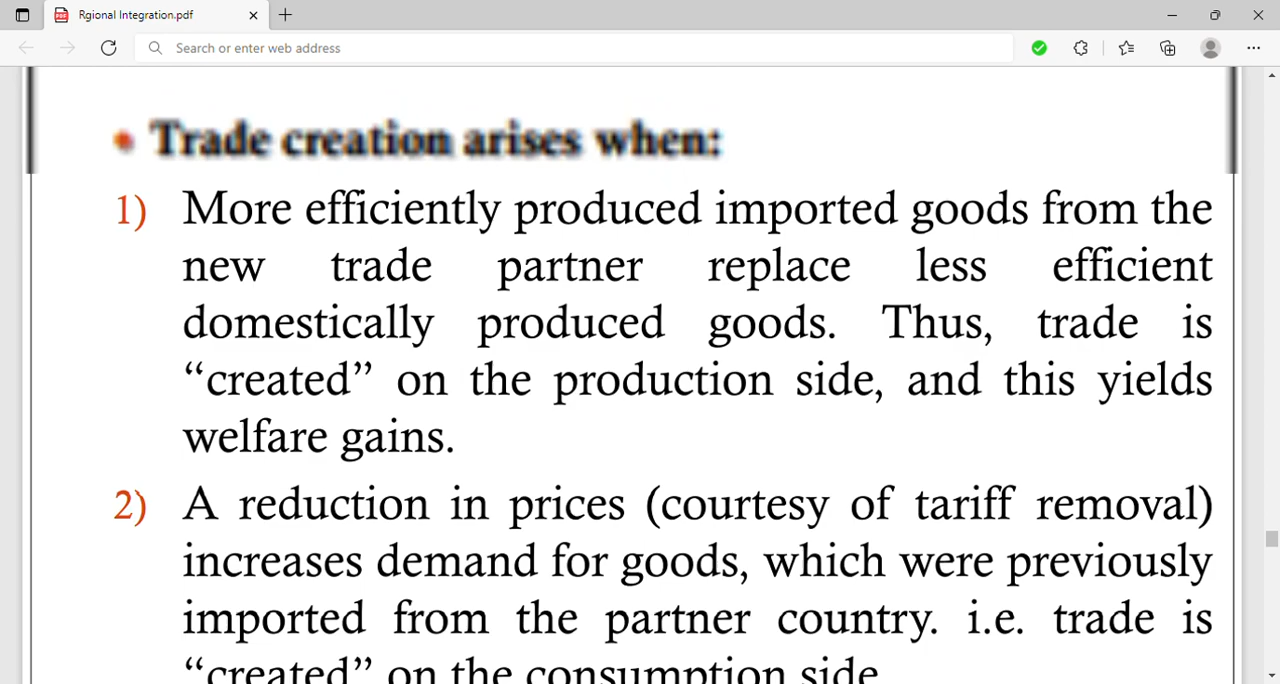 Rgional Integration.pdf
Search or enter web address
• Trade creation arises when:
1) More efficiently produced imported goods from the
new trade partner replace less efficient
domestically produced goods. Thus, trade is
“created” on the production side, and this yields
welfare gains.
2) A reduction in prices (courtesy of tariff removal)
increases demand for goods, which were previously
imported from the partner country. i.e. trade is
“created” on the consumption side